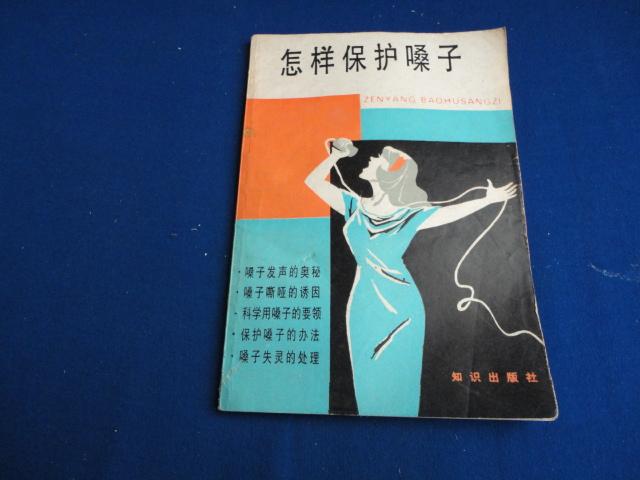 怎样保护嗓子
ZENYANG BAOHUSANGZI
·嗓子发声的奥秘
·嗓子嘶哑的诱因
·科学用嗓子的要领
·保护嗓子的办法
·嗓子失灵的处理
知识出版社